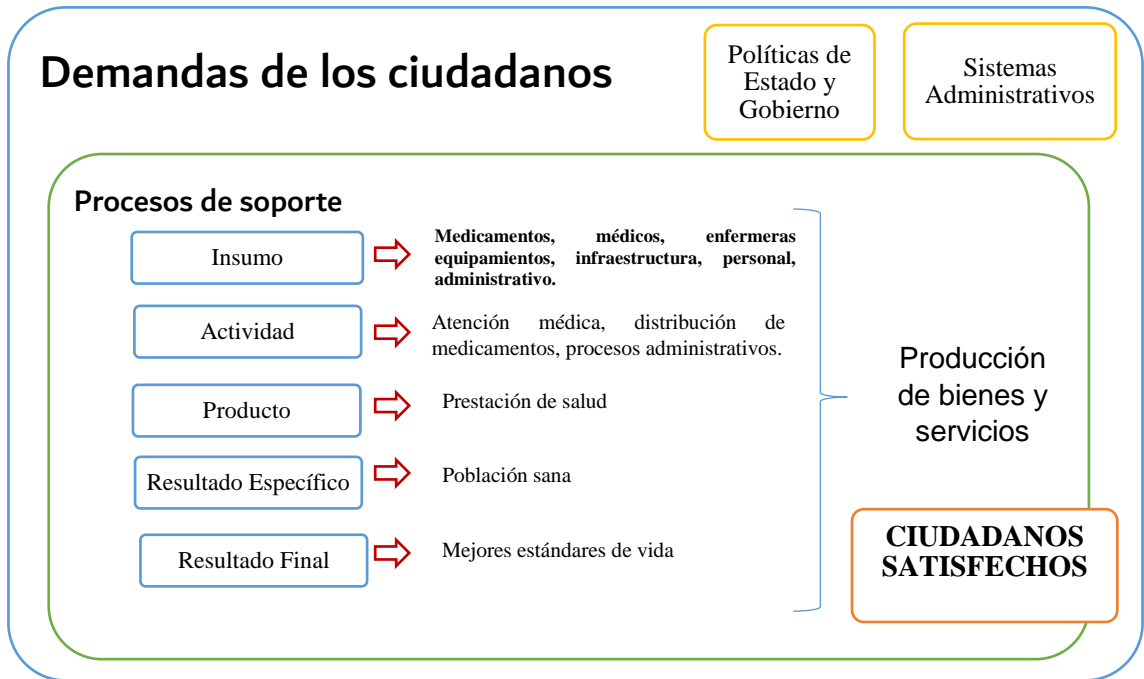 Demandas de los ciudadanos
Políticas de
Estado y
Gobierno
Sistemas
Administrativos
Procesos de soporte
Insumo
Medicamentos, médicos, enfermeras
equipamientos, infraestructura, personal,
administrativo.
Actividad
Atención médica, distribución de
medicamentos, procesos administrativos.
Producto
Prestación de salud
Resultado Específico
Población sana
Resultado Final
Mejores estándares de vida
Producción
de bienes y
servicios
CIUDADANOS
SATISFECHOS